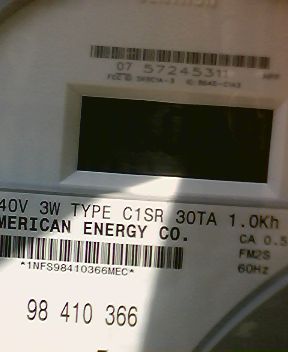 07 57245311
40V 3W TYPE C1SR 30TA 1.0Kh
MERICAN ENERGY CO.
CA 0.5
*1NFS98410366MEC*
FM2S
60Hz
98 410 366